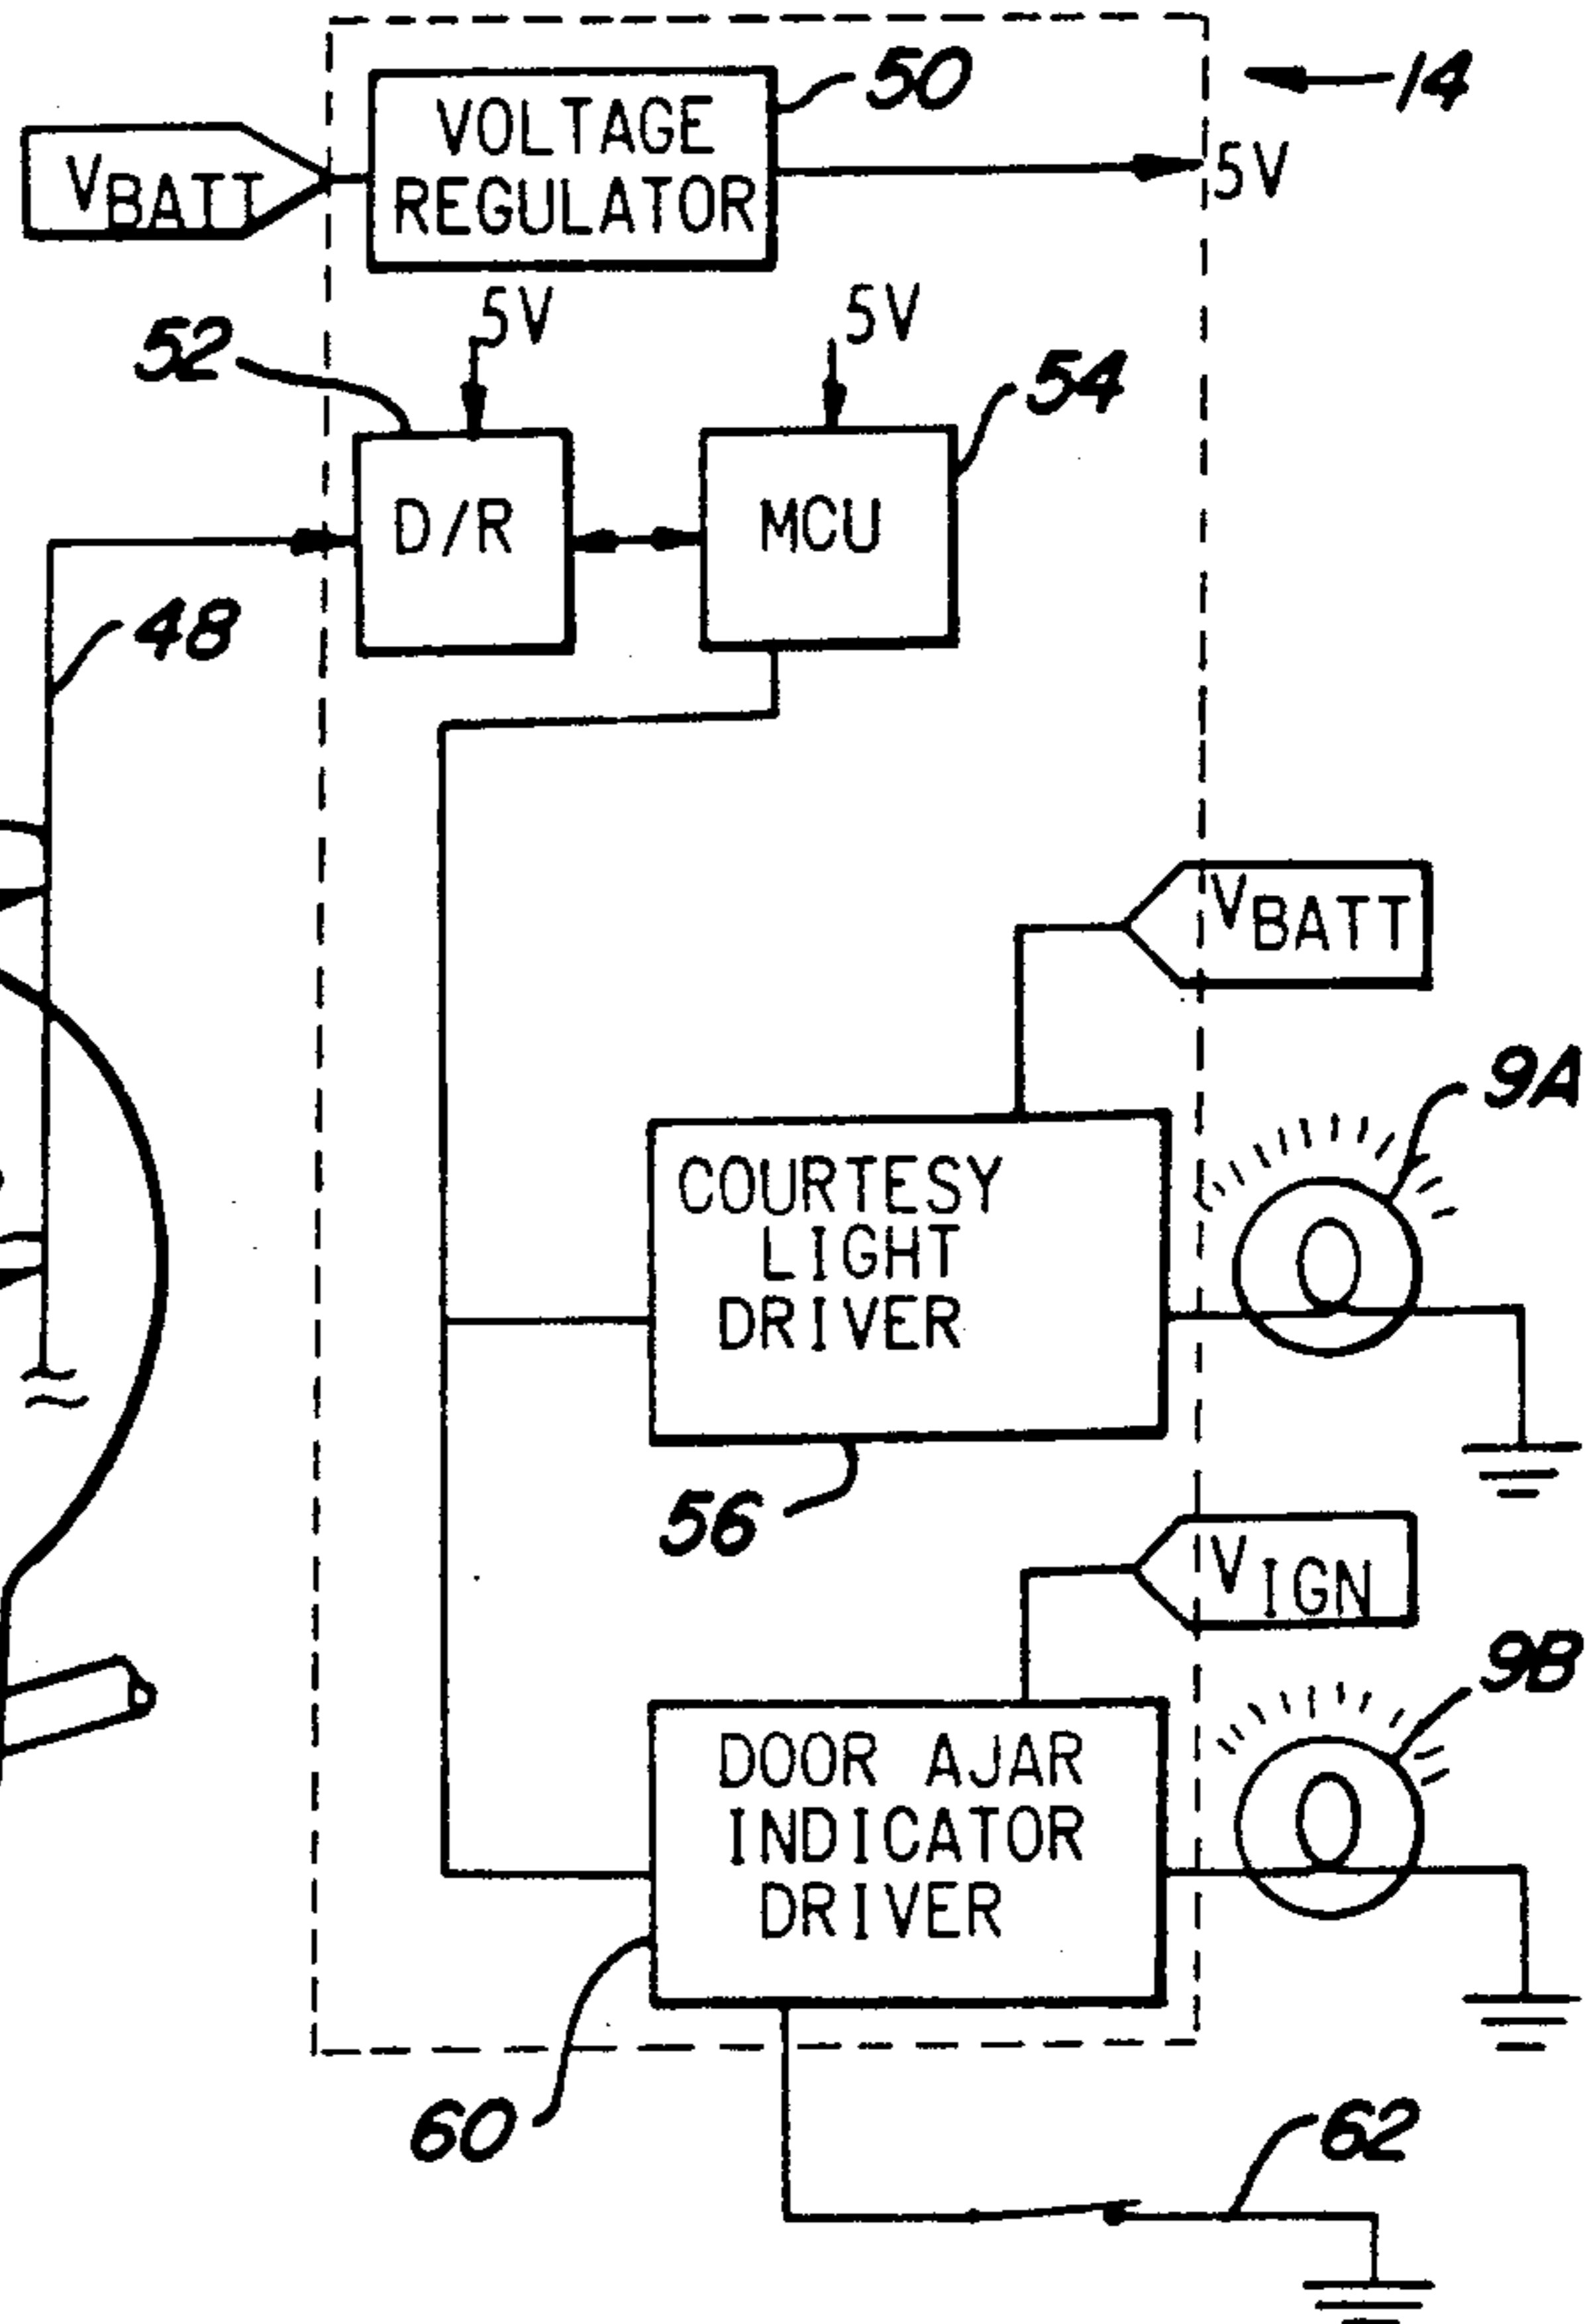 50
14
VOLTAGE
REGULATOR
VBATT
5V
5V
5V
52
54
D/R
MCU
48
VBATT
9A
COURTESY
LIGHT
DRIVER
56
VIGN
9B
DOOR AJAR
INDICATOR
DRIVER
60
62